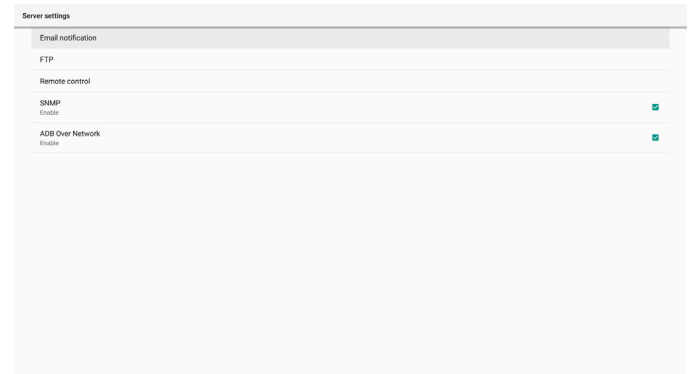 Server settings
Email notification
FTP
Remote control
SNMP
Enable
ADB Over Network
Enable